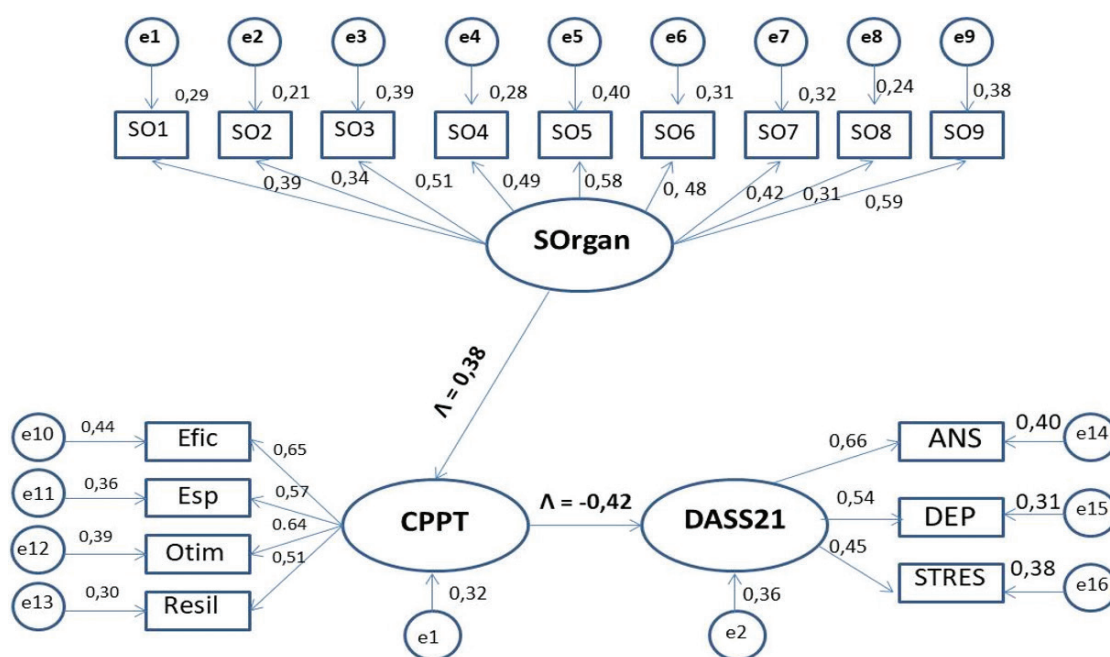 e1 e2 e3 e4 e5 e6 e7 e8 e9
0,29 0,21 0,39 0,28 0,40 0,31 0,32 0,24 0,38
SO1 SO2 SO3 SO4 SO5 SO6 SO7 SO8 SO9
0,39 0,34 0,51 0,49 0,58 0, 48 0,42 0,31 0,59
SOrgan
Λ = 0,38
e10 0,44 Efic 0,65
e11 0,36 Esp 0,57
e12 0,39 Otim 0,64
e13 0,30 Resil 0,51
CPPT
0,32
e1
Λ = -0,42
DASS21
0,36
e2
0,66 ANS 0,40 e14
0,54 DEP 0,31 e15
0,45 STRES 0,38 e16